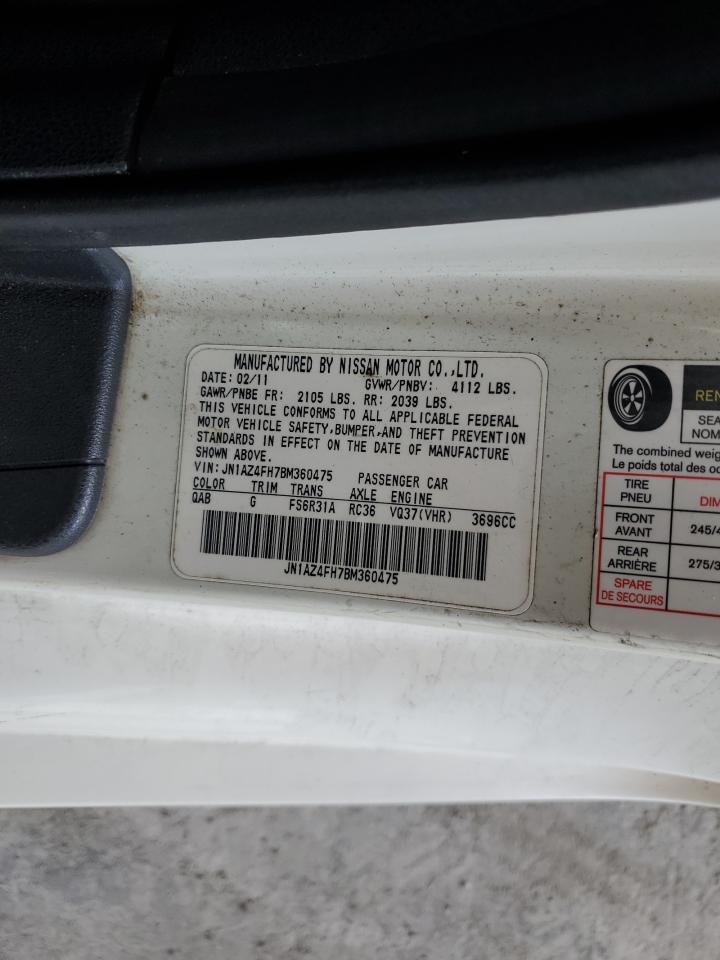 MANUFACTURED BY NISSAN MOTOR CO.,LTD.
DATE: 02/11 GVWR/PNBV: 4112 LBS.
GAWR/PNBE FR: 2105 LBS. RR: 2039 LBS.
THIS VEHICLE CONFORMS TO ALL APPLICABLE FEDERAL
MOTOR VEHICLE SAFETY,BUMPER,AND THEFT PREVENTION
STANDARDS IN EFFECT ON THE DATE OF MANUFACTURE
SHOWN ABOVE.
VIN: JN1AZ4FH7BM360475 PASSENGER CAR
COLOR TRIM TRANS AXLE ENGINE
QAB G FS6R31A RC36 VQ37(VHR) 3696CC
JN1AZ4FH7BM360475
The combined
Le poids total des
TIRE
PNEU
FRONT
AVANT
245/
REAR
ARRIÈRE
275/
SPARE
DE SECOURS